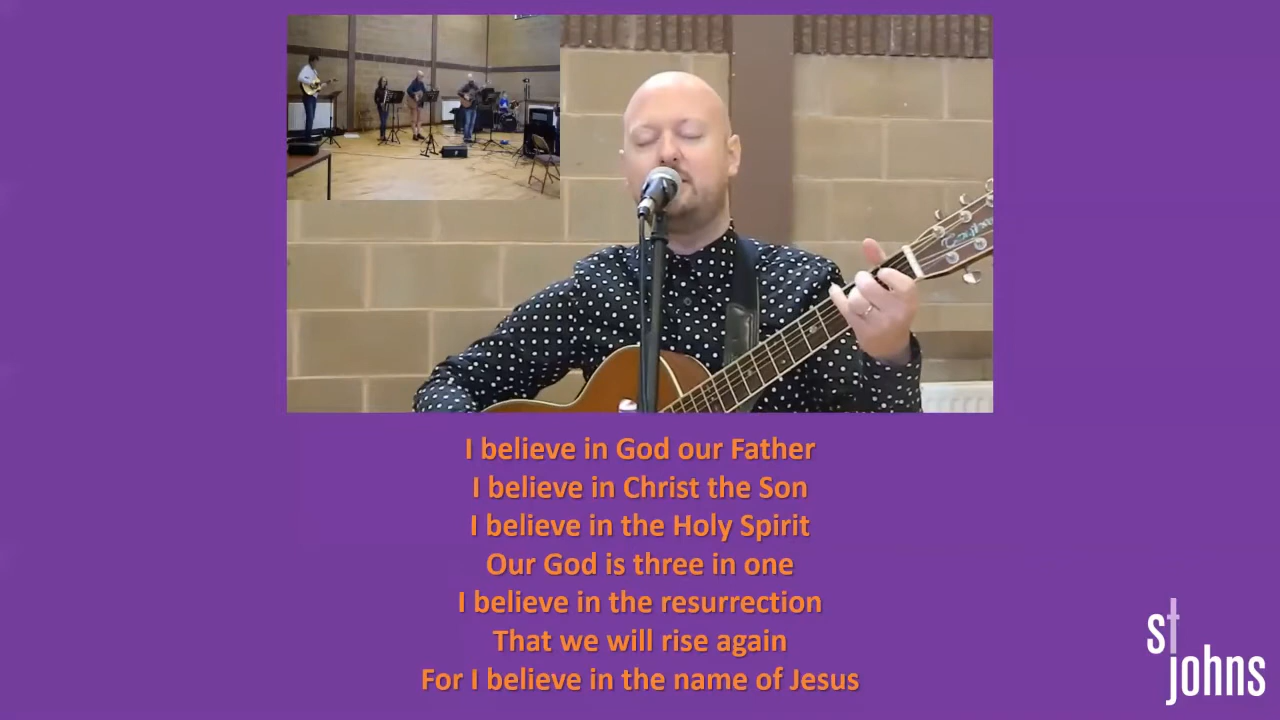 I believe in God our Father
I believe in Christ the Son
I believe in the Holy Spirit
Our God is three in one
I believe in the resurrection
That we will rise again
For I believe in the name of Jesus
st
johns